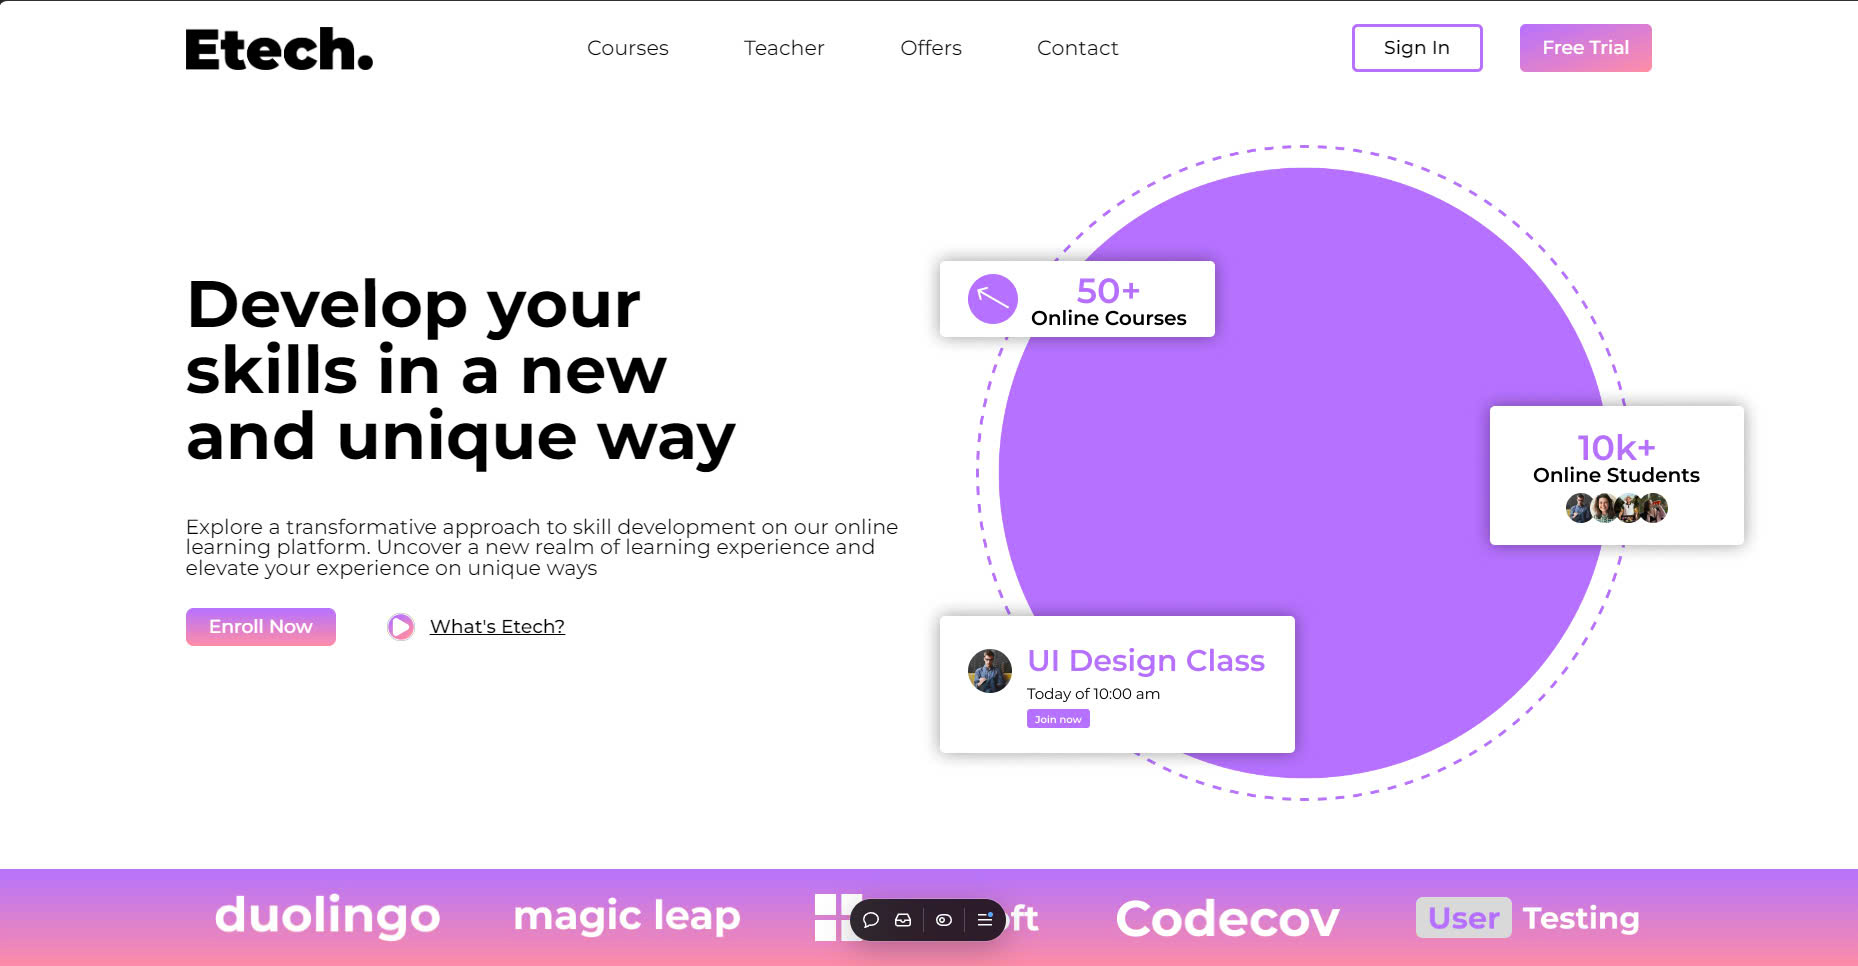 Etech.
Courses
Teacher
Offers
Contact
Sign In
Free Trial
Develop your
skills in a new
and unique way
Explore a transformative approach to skill development on our online
learning platform. Uncover a new realm of learning experience and
elevate your experience on unique ways
Enroll Now
What's Etech?
50+
Online Courses
10k+
Online Students
UI Design Class
Today of 10:00 am
Join now
duolingo
magic leap
Codecov
User Testing